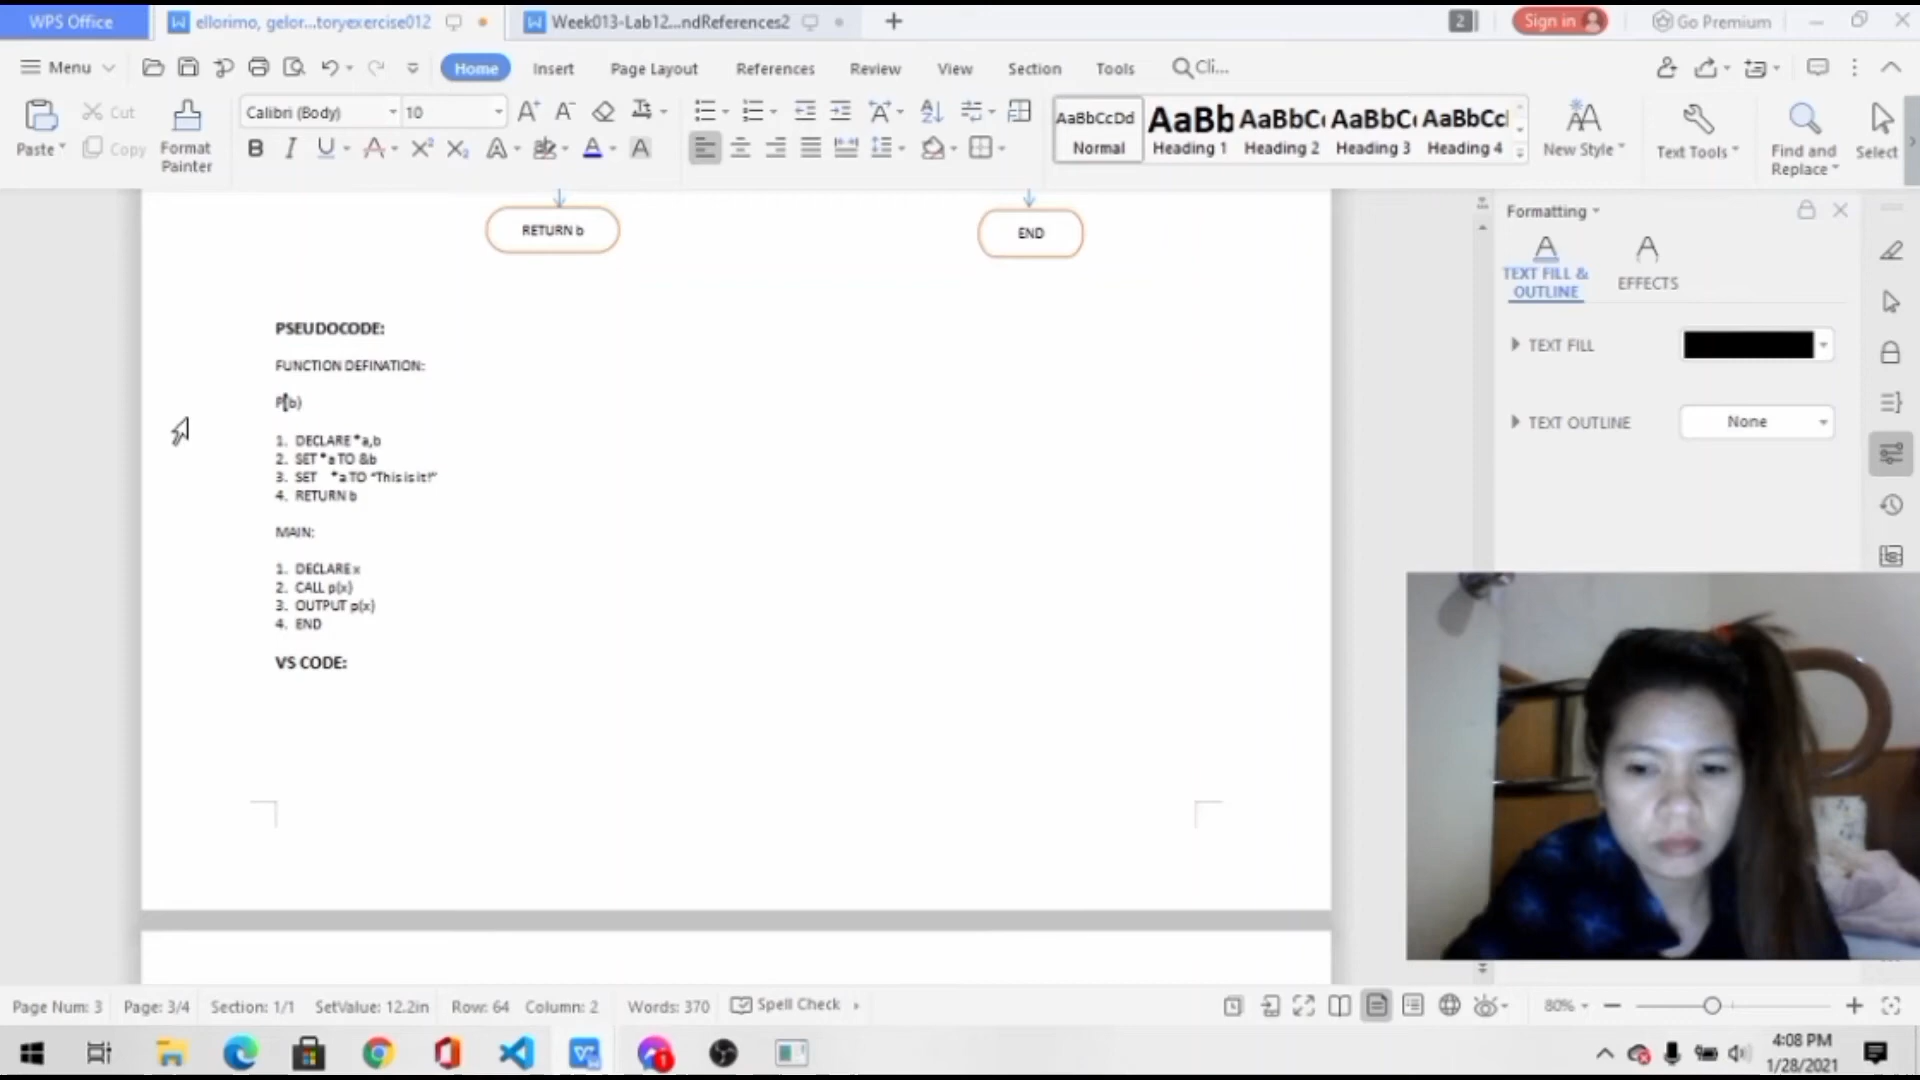 WPS Office
ellorimo, gelor...toryexercise012
Week013-Lab12...ndReferences2
2
Sign in
Go Premium
Menu
Home
Insert
Page Layout
References
Review
View
Section
Tools
Cli...
Paste
Cut
Copy
Format Painter
Calibri (Body)
10
AaBbCcDd
Normal
AaBb
Heading 1
AaBbC
Heading 2
AaBbC
Heading 3
AaBbCc
Heading 4
New Style
Text Tools
Find and Replace
Select
RETURN b
END
PSEUDOCODE:
FUNCTION DEFINATION:
P(b)
1. DECLARE *a,b
2. SET *a TO &b
3. SET *a TO "This is it!"
4. RETURN b
MAIN:
1. DECLARE x
2. CALL p(x)
3. OUTPUT p(x)
4. END
VS CODE:
Formatting
TEXT FILL & OUTLINE
EFFECTS
TEXT FILL
TEXT OUTLINE
None
Page Num: 3
Page: 3/4
Section: 1/1
SetValue: 12.2in
Row: 64
Column: 2
Words: 370
Spell Check
80%
4:08 PM
1/28/2021